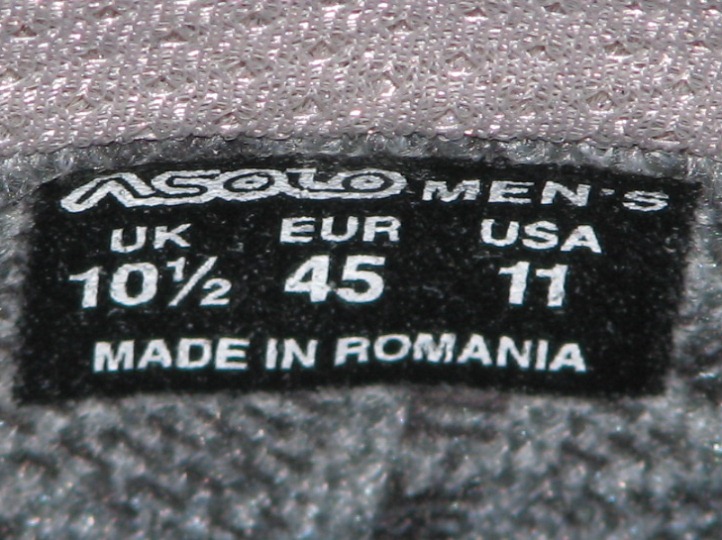 ASOLO MEN'S
UK EUR USA
10½ 45 11
MADE IN ROMANIA